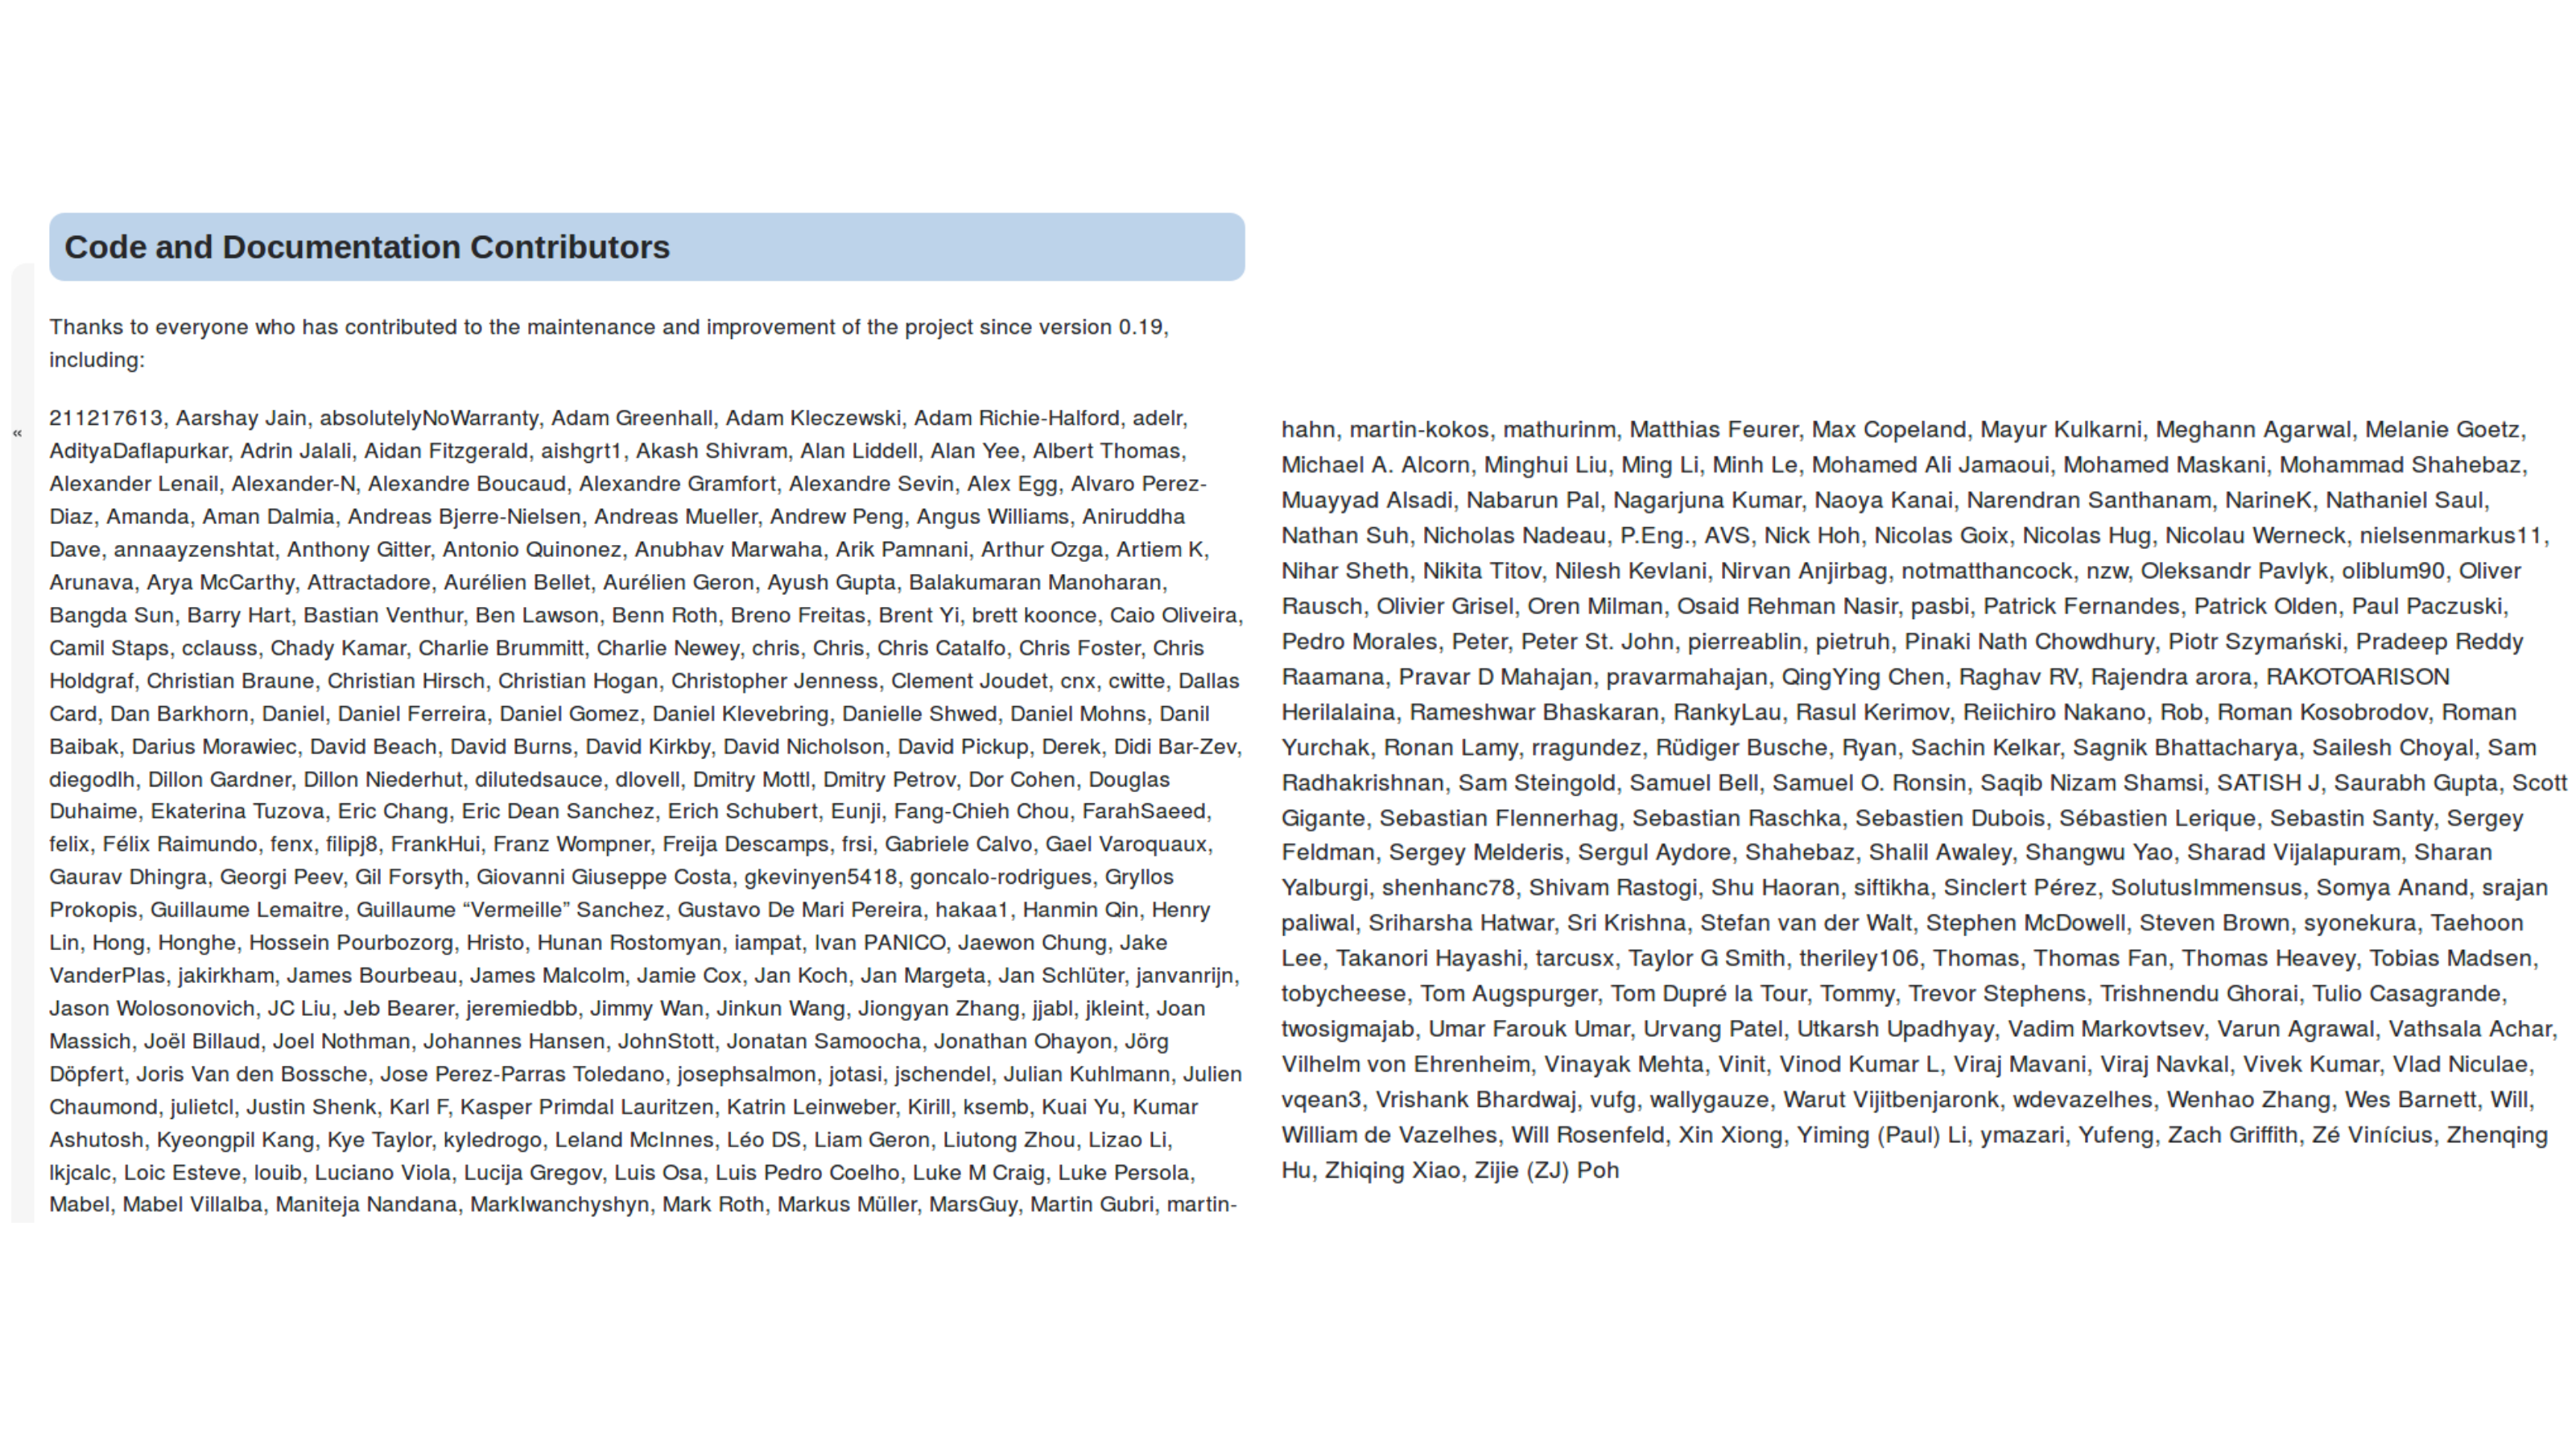 Code and Documentation Contributors
Thanks to everyone who has contributed to the maintenance and improvement of the project since version 0.19,
including:
«
211217613, Aarshay Jain, absolutelyNoWarranty, Adam Greenhall, Adam Kleczewski, Adam Richie-Halford, adelr,
AdityaDaflapurkar, Adrin Jalali, Aidan Fitzgerald, aishgrt1, Akash Shivram, Alan Liddell, Alan Yee, Albert Thomas,
Alexander Lenail, Alexander-N, Alexandre Boucaud, Alexandre Gramfort, Alexandre Sevin, Alex Egg, Alvaro Perez-
Diaz, Amanda, Aman Dalmia, Andreas Bjerre-Nielsen, Andreas Mueller, Andrew Peng, Angus Williams, Aniruddha
Dave, annaayzenshtat, Anthony Gitter, Antonio Quinonez, Anubhav Marwaha, Arik Pamnani, Arthur Ozga, Artiem K,
Arunava, Arya McCarthy, Attractadore, Aurélien Bellet, Aurélien Geron, Ayush Gupta, Balakumaran Manoharan,
Bangda Sun, Barry Hart, Bastian Venthur, Ben Lawson, Benn Roth, Breno Freitas, Brent Yi, brett koonce, Caio Oliveira,
Camil Staps, cclauss, Chady Kamar, Charlie Brummitt, Charlie Newey, chris, Chris, Chris Catalfo, Chris Foster, Chris
Holdgraf, Christian Braune, Christian Hirsch, Christian Hogan, Christopher Jenness, Clement Joudet, cnx, cwitte, Dallas
Card, Dan Barkhorn, Daniel, Daniel Ferreira, Daniel Gomez, Daniel Klevebring, Danielle Shwed, Daniel Mohns, Danil
Baibak, Darius Morawiec, David Beach, David Burns, David Kirkby, David Nicholson, David Pickup, Derek, Didi Bar-Zev,
diegodlh, Dillon Gardner, Dillon Niederhut, dilutedsauce, dlovell, Dmitry Mottl, Dmitry Petrov, Dor Cohen, Douglas
Duhaime, Ekaterina Tuzova, Eric Chang, Eric Dean Sanchez, Erich Schubert, Eunji, Fang-Chieh Chou, FarahSaeed,
felix, Félix Raimundo, fenx, filipj8, FrankHui, Franz Wompner, Freija Descamps, frsi, Gabriele Calvo, Gael Varoquaux,
Gaurav Dhingra, Georgi Peev, Gil Forsyth, Giovanni Giuseppe Costa, gkevinyen5418, goncalo-rodrigues, Gryllos
Prokopis, Guillaume Lemaitre, Guillaume “Vermeille” Sanchez, Gustavo De Mari Pereira, hakaa1, Hanmin Qin, Henry
Lin, Hong, Honghe, Hossein Pourbozorg, Hristo, Hunan Rostomyan, iampat, Ivan PANICO, Jaewon Chung, Jake
VanderPlas, jakirkham, James Bourbeau, James Malcolm, Jamie Cox, Jan Koch, Jan Margeta, Jan Schlüter, janvanrijn,
Jason Wolosonovich, JC Liu, Jeb Bearer, jeremiedbb, Jimmy Wan, Jinkun Wang, Jiongyan Zhang, jjabl, jkleint, Joan
Massich, Joël Billaud, Joel Nothman, Johannes Hansen, JohnStott, Jonatan Samoocha, Jonathan Ohayon, Jörg
Döpfert, Joris Van den Bossche, Jose Perez-Parras Toledano, josephsalmon, jotasi, jschendel, Julian Kuhlmann, Julien
Chaumond, julietcl, Justin Shenk, Karl F, Kasper Primdal Lauritzen, Katrin Leinweber, Kirill, ksemb, Kuai Yu, Kumar
Ashutosh, Kyeongpil Kang, Kye Taylor, kyledrogo, Leland McInnes, Léo DS, Liam Geron, Liutong Zhou, Lizao Li,
lkjcalc, Loic Esteve, louib, Luciano Viola, Lucija Gregov, Luis Osa, Luis Pedro Coelho, Luke M Craig, Luke Persola,
Mabel, Mabel Villalba, Maniteja Nandana, MarkIwanchyshyn, Mark Roth, Markus Müller, MarsGuy, Martin Gubri, martin-
hahn, martin-kokos, mathurinm, Matthias Feurer, Max Copeland, Mayur Kulkarni, Meghann Agarwal, Melanie Goetz,
Michael A. Alcorn, Minghui Liu, Ming Li, Minh Le, Mohamed Ali Jamaoui, Mohamed Maskani, Mohammad Shahebaz,
Muayyad Alsadi, Nabarun Pal, Nagarjuna Kumar, Naoya Kanai, Narendran Santhanam, NarineK, Nathaniel Saul,
Nathan Suh, Nicholas Nadeau, P.Eng., AVS, Nick Hoh, Nicolas Goix, Nicolas Hug, Nicolau Werneck, nielsenmarkus11,
Nihar Sheth, Nikita Titov, Nilesh Kevlani, Nirvan Anjirbag, notmatthancock, nzw, Oleksandr Pavlyk, oliblum90, Oliver
Rausch, Olivier Grisel, Oren Milman, Osaid Rehman Nasir, pasbi, Patrick Fernandes, Patrick Olden, Paul Paczuski,
Pedro Morales, Peter, Peter St. John, pierreablin, pietruh, Pinaki Nath Chowdhury, Piotr Szymański, Pradeep Reddy
Raamana, Pravar D Mahajan, pravarmahajan, QingYing Chen, Raghav RV, Rajendra arora, RAKOTOARISON
Herilalaina, Rameshwar Bhaskaran, RankyLau, Rasul Kerimov, Reiichiro Nakano, Rob, Roman Kosobrodov, Roman
Yurchak, Ronan Lamy, rragundez, Rüdiger Busche, Ryan, Sachin Kelkar, Sagnik Bhattacharya, Sailesh Choyal, Sam
Radhakrishnan, Sam Steingold, Samuel Bell, Samuel O. Ronsin, Saqib Nizam Shamsi, SATISH J, Saurabh Gupta, Scott
Gigante, Sebastian Flennerhag, Sebastian Raschka, Sebastien Dubois, Sébastien Lerique, Sebastin Santy, Sergey
Feldman, Sergey Melderis, Sergul Aydore, Shahebaz, Shalil Awaley, Shangwu Yao, Sharad Vijalapuram, Sharan
Yalburgi, shenhanc78, Shivam Rastogi, Shu Haoran, siftikha, Sinclert Pérez, SolutusImmensus, Somya Anand, srajan
paliwal, Sriharsha Hatwar, Sri Krishna, Stefan van der Walt, Stephen McDowell, Steven Brown, syonekura, Taehoon
Lee, Takanori Hayashi, tarcusx, Taylor G Smith, theriley106, Thomas, Thomas Fan, Thomas Heavey, Tobias Madsen,
tobycheese, Tom Augspurger, Tom Dupré la Tour, Tommy, Trevor Stephens, Trishnendu Ghorai, Tulio Casagrande,
twosigmajab, Umar Farouk Umar, Urvang Patel, Utkarsh Upadhyay, Vadim Markovtsev, Varun Agrawal, Vathsala Achar,
Vilhelm von Ehrenheim, Vinayak Mehta, Vinit, Vinod Kumar L, Viraj Mavani, Viraj Navkal, Vivek Kumar, Vlad Niculae,
vqean3, Vrishank Bhardwaj, vufg, wallygauze, Warut Vijitbenjaronk, wdevazelhes, Wenhao Zhang, Wes Barnett, Will,
William de Vazelhes, Will Rosenfeld, Xin Xiong, Yiming (Paul) Li, ymazari, Yufeng, Zach Griffith, Zé Vinícius, Zhenqing
Hu, Zhiqing Xiao, Zijie (ZJ) Poh